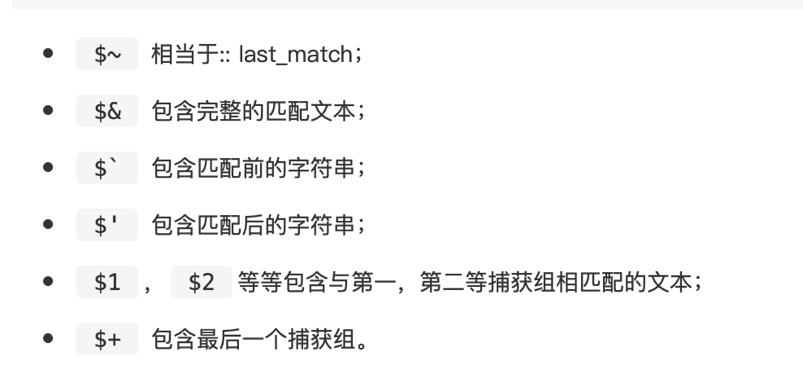 • $~ 相当于:: last_match；
• $& 包含完整的匹配文本；
• $` 包含匹配前的字符串；
• $' 包含匹配后的字符串；
• $1 ， $2 等等包含与第一，第二等捕获组相匹配的文本；
• $+ 包含最后一个捕获组。